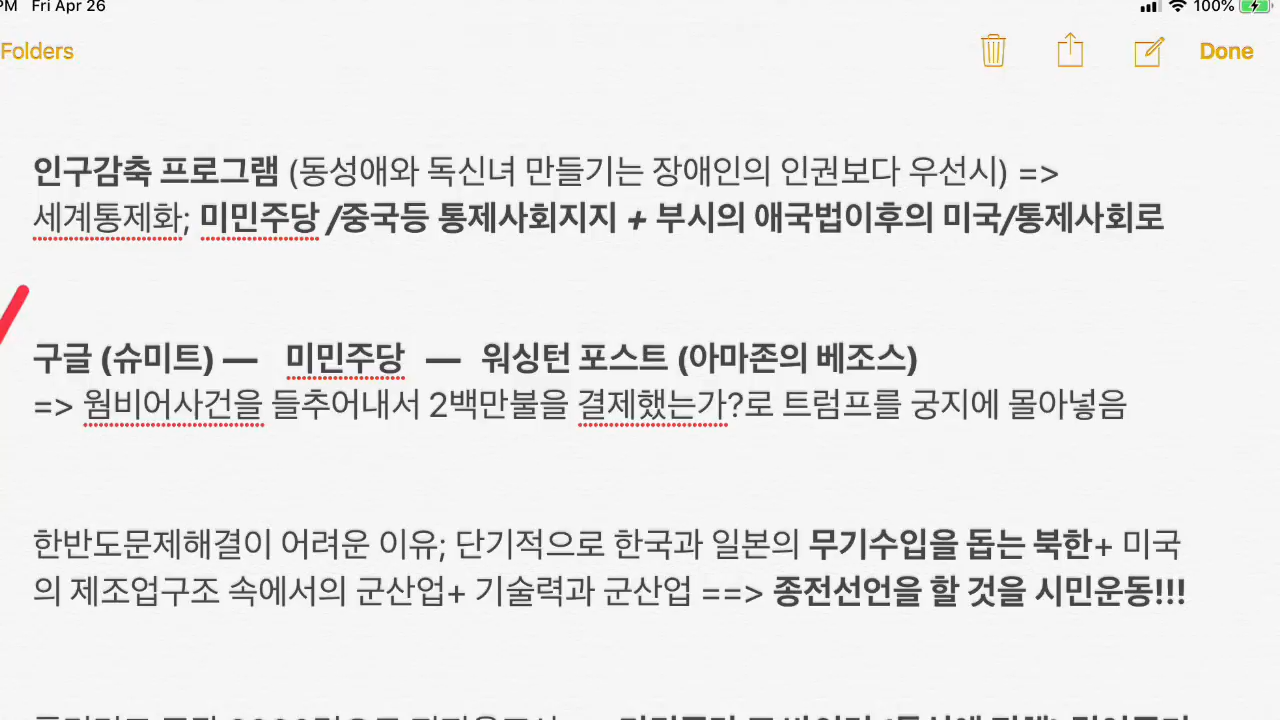 PM Fri Apr 26 100%
Folders Done
인구감축 프로그램 (동성애와 독신녀 만들기는 장애인의 인권보다 우선시) =>
세계통제화; 미민주당 /중국등 통제사회지지 + 부시의 애국법이후의 미국/통제사회로
구글 (슈미트) — 미민주당 — 워싱턴 포스트 (아마존의 베조스)
=> 웜비어사건을 들추어내서 2백만불을 결제했는가?로 트럼프를 궁지에 몰아넣음
한반도문제해결이 어려운 이유; 단기적으로 한국과 일본의 무기수입을 돕는 북한+ 미국
의 제조업구조 속에서의 군산업+ 기술력과 군산업 ==> 종전선언을 할 것을 시민운동!!!